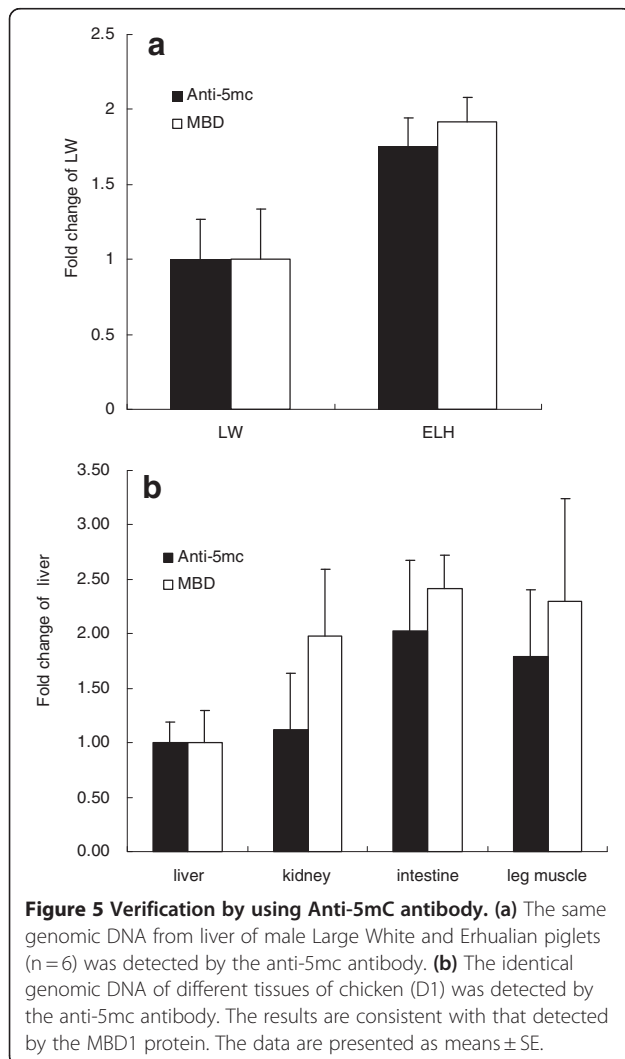 a
2.5
2
1.5
1
0.5
0
Fold change of LW
Anti-5mc
MBD
LW
ELH
b
3.50
3.00
2.50
2.00
1.50
1.00
0.50
0.00
Fold change of liver
Anti-5mc
MBD
liver
kidney
intestine
leg muscle
Figure 5 Verification by using Anti-5mC antibody. (a) The same
genomic DNA from liver of male Large White and Erhualian piglets
(n = 6) was detected by the anti-5mc antibody. (b) The identical
genomic DNA of different tissues of chicken (D1) was detected by
the anti-5mc antibody. The results are consistent with that detected
by the MBD1 protein. The data are presented as means ± SE.